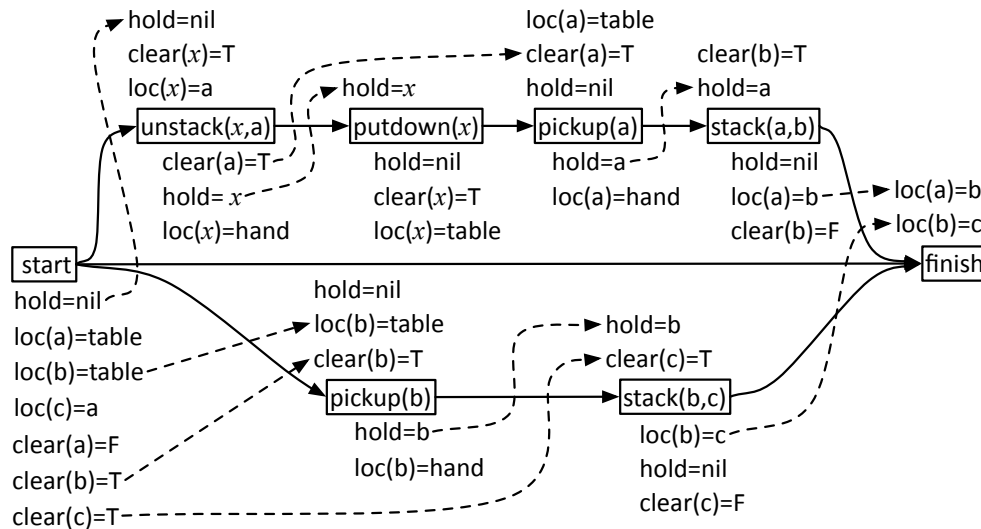 hold=nil
clear(x)=T
loc(x)=a
unstack(x,a)
clear(a)=T
hold= x
loc(x)=hand
hold=x
putdown(x)
hold=nil
clear(x)=T
loc(x)=table
loc(a)=table
clear(a)=T
hold=nil
pickup(a)
hold=a
loc(a)=hand
clear(b)=T
hold=a
stack(a,b)
hold=nil
loc(a)=b
clear(b)=F
loc(a)=b
loc(b)=c
finish
start
hold=nil
loc(a)=table
loc(b)=table
loc(c)=a
clear(a)=F
clear(b)=T
clear(c)=T
hold=nil
loc(b)=table
clear(b)=T
pickup(b)
hold=b
loc(b)=hand
hold=b
clear(c)=T
stack(b,c)
loc(b)=c
hold=nil
clear(c)=F